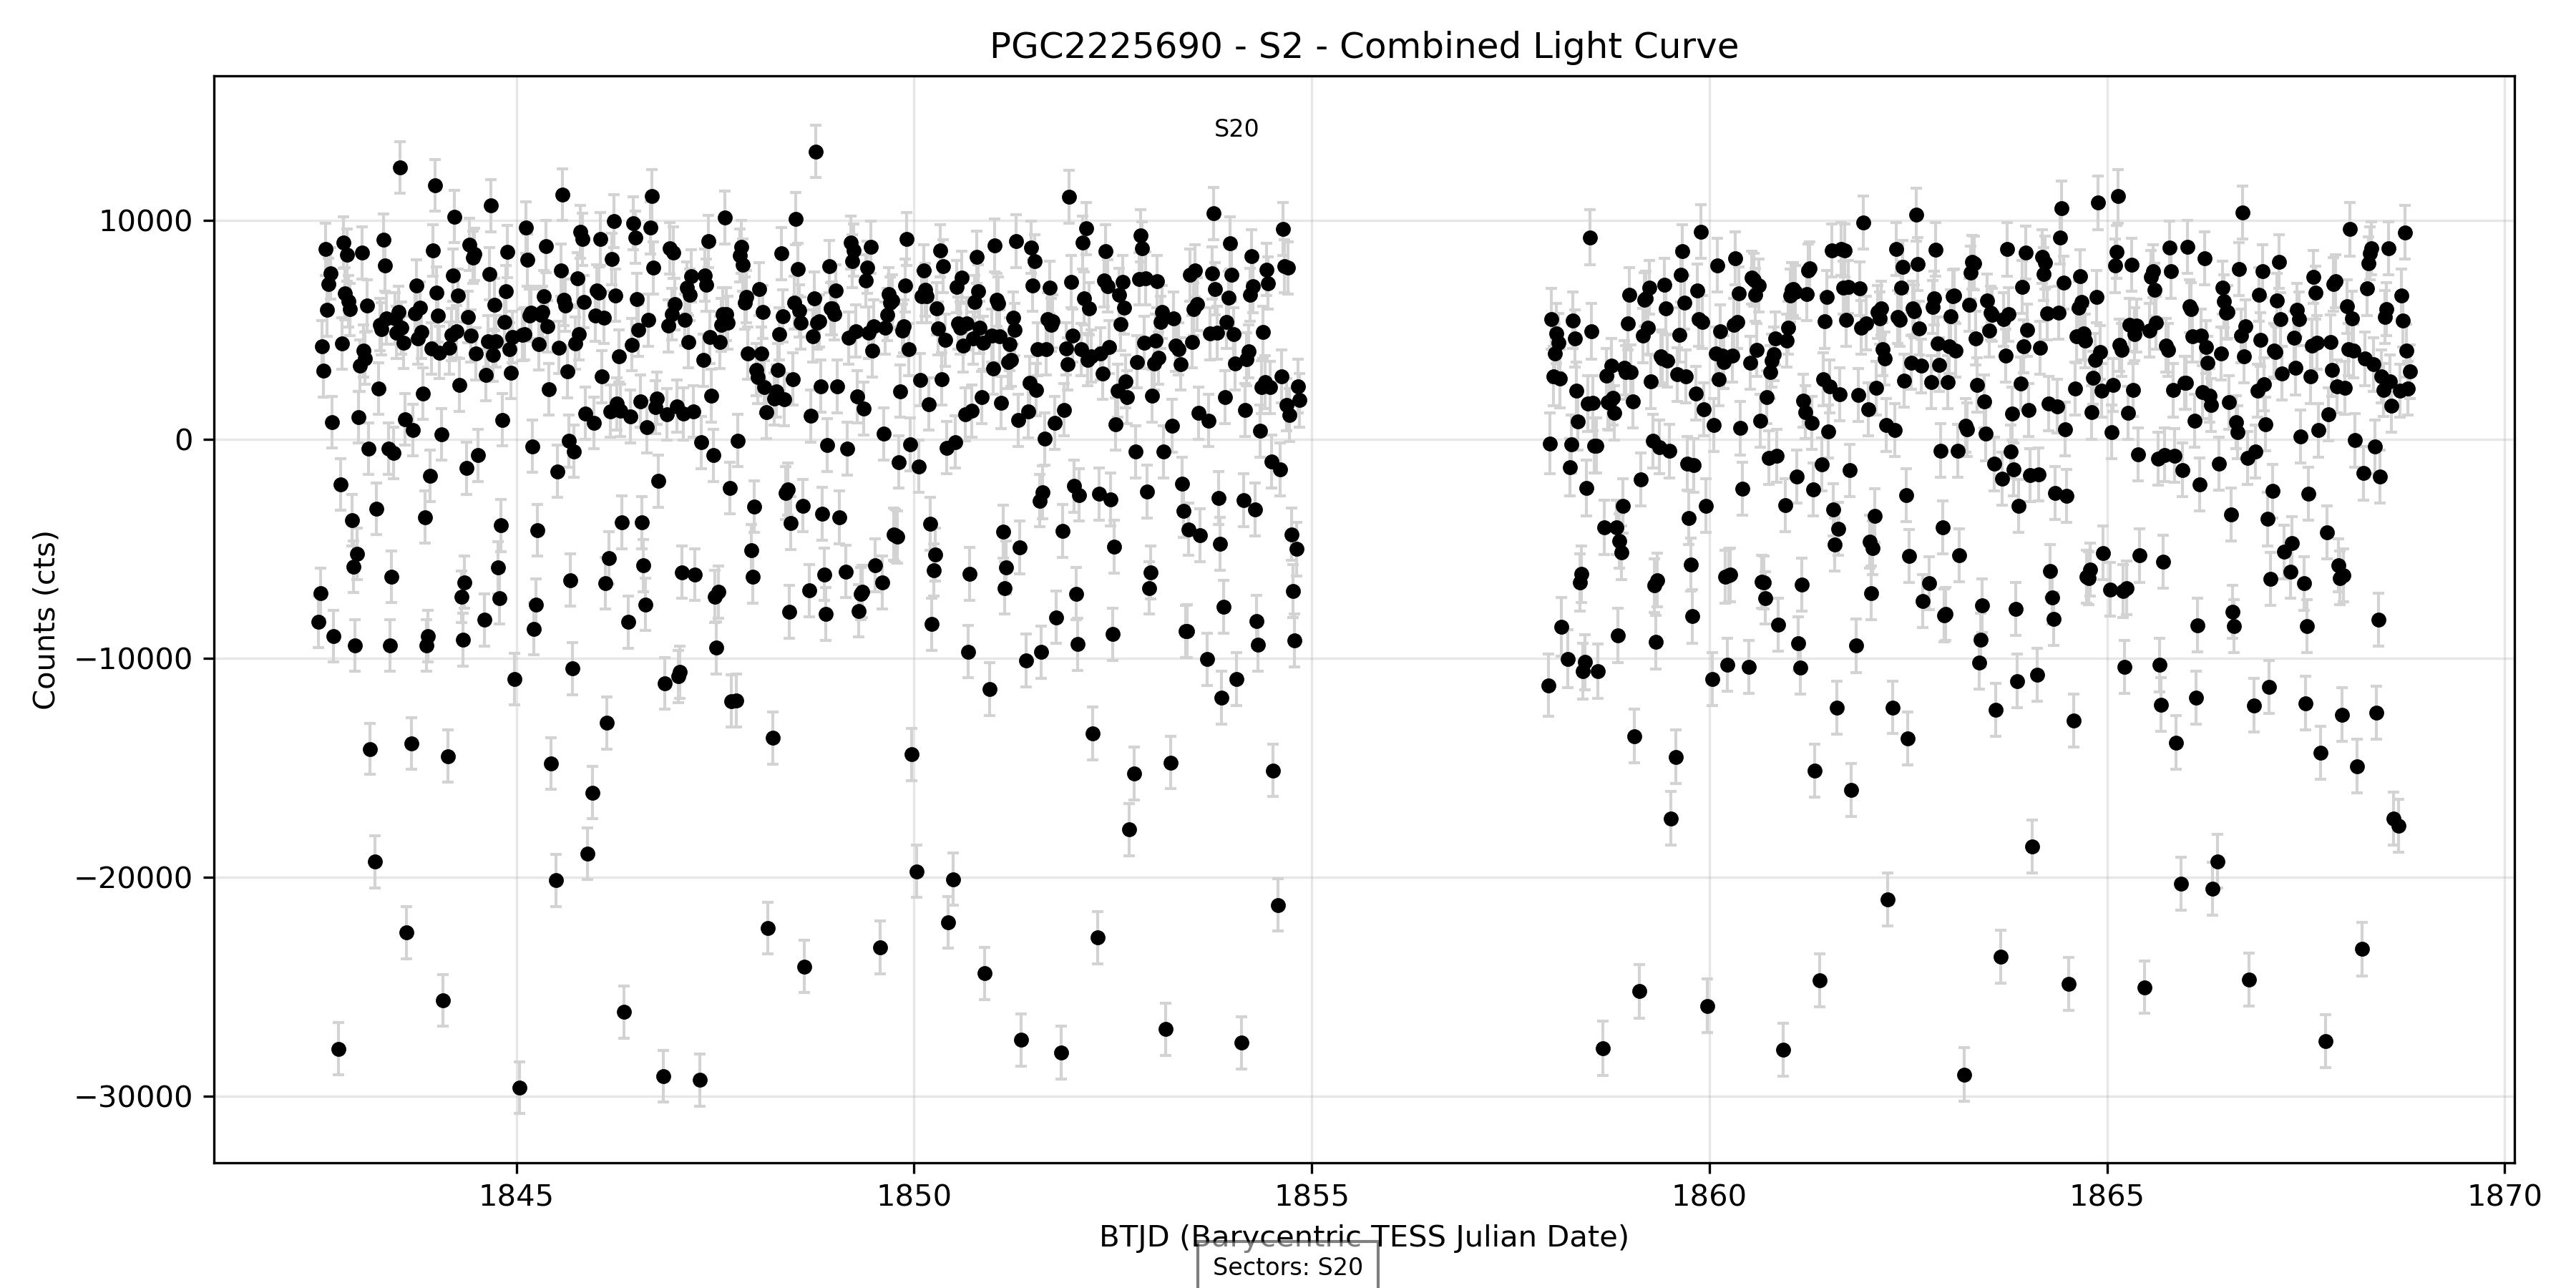 PGC2225690 - S2 - Combined Light Curve
S20
10000
0
−10000
−20000
−30000
Counts (cts)
1845 1850 1855 1860 1865 1870
BTJD (Barycentric TESS Julian Date)
Sectors: S20